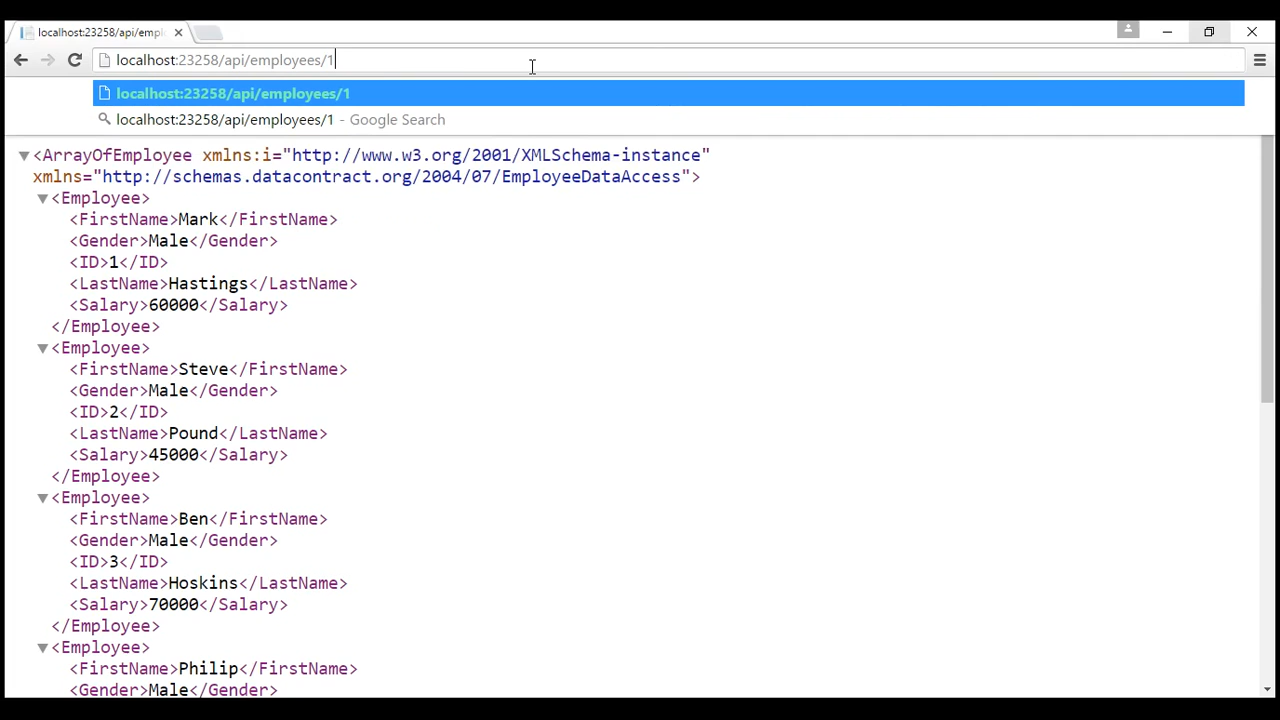 localhost:23258/api/empl
localhost:23258/api/employees/1
localhost:23258/api/employees/1
localhost:23258/api/employees/1 - Google Search
<ArrayOfEmployee xmlns:i="http://www.w3.org/2001/XMLSchema-instance"
xmlns="http://schemas.datacontract.org/2004/07/EmployeeDataAccess">
<Employee>
<FirstName>Mark</FirstName>
<Gender>Male</Gender>
<ID>1</ID>
<LastName>Hastings</LastName>
<Salary>60000</Salary>
</Employee>
<Employee>
<FirstName>Steve</FirstName>
<Gender>Male</Gender>
<ID>2</ID>
<LastName>Pound</LastName>
<Salary>45000</Salary>
</Employee>
<Employee>
<FirstName>Ben</FirstName>
<Gender>Male</Gender>
<ID>3</ID>
<LastName>Hoskins</LastName>
<Salary>70000</Salary>
</Employee>
<Employee>
<FirstName>Philip</FirstName>
<Gender>Male</Gender>